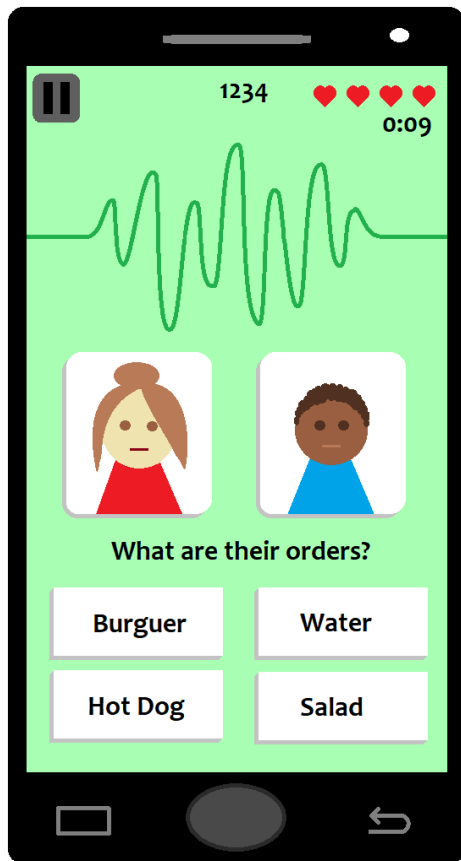 1234
0:09
What are their orders?
Burguer
Water
Hot Dog
Salad